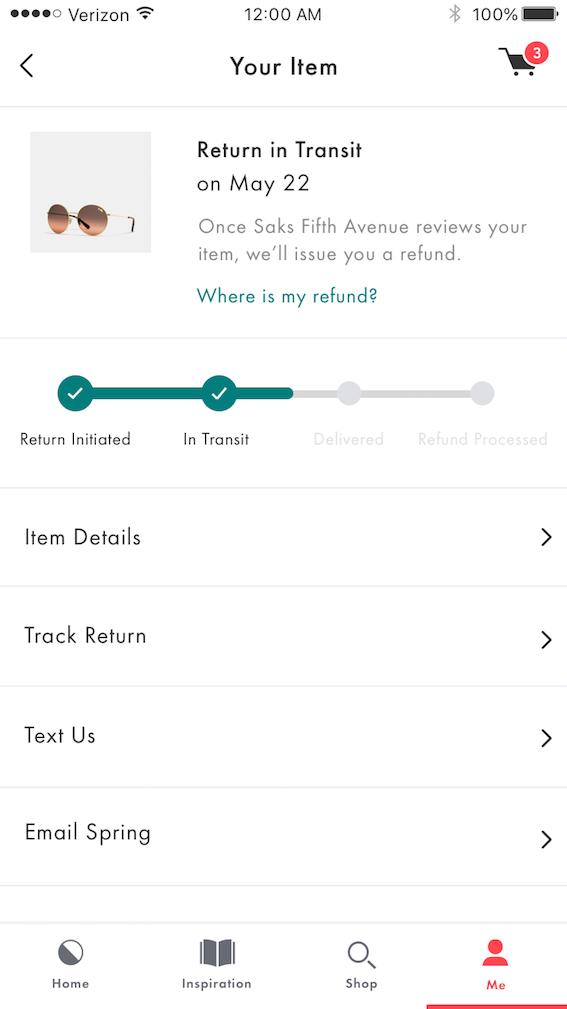 Verizon 12:00 AM 100%
Your Item 3
Return in Transit
on May 22
Once Saks Fifth Avenue reviews your
item, we’ll issue you a refund.
Where is my refund?
Return Initiated In Transit Delivered Refund Processed
Item Details
Track Return
Text Us
Email Spring
Home Inspiration Shop Me